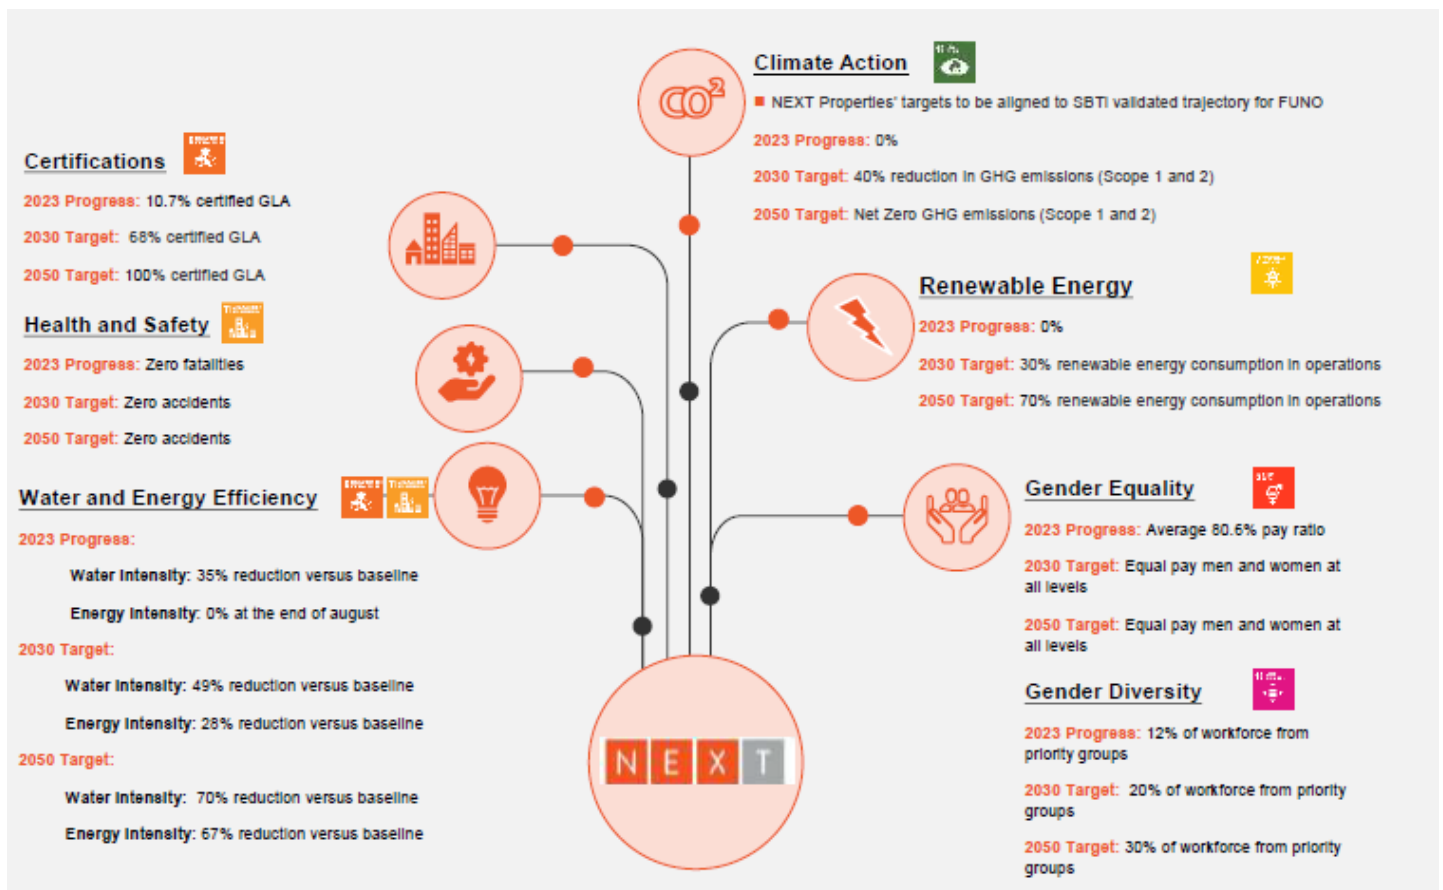 Certifications
2023 Progress: 10.7% certified GLA
2030 Target: 68% certified GLA
2050 Target: 100% certified GLA
Health and Safety
2023 Progress: Zero fatalities
2030 Target: Zero accidents
2050 Target: Zero accidents
Water and Energy Efficiency
2023 Progress:
Water Intensity: 35% reduction versus baseline
Energy Intensity: 0% at the end of august
2030 Target:
Water Intensity: 49% reduction versus baseline
Energy Intensity: 28% reduction versus baseline
2050 Target:
Water Intensity: 70% reduction versus baseline
Energy Intensity: 67% reduction versus baseline
CO2
NEXT
Climate Action
NEXT Properties' targets to be aligned to SBTi validated trajectory for FUNO
2023 Progress: 0%
2030 Target: 40% reduction in GHG emissions (Scope 1 and 2)
2050 Target: Net Zero GHG emissions (Scope 1 and 2)
Renewable Energy
2023 Progress: 0%
2030 Target: 30% renewable energy consumption in operations
2050 Target: 70% renewable energy consumption in operations
Gender Equality
2023 Progress: Average 80.6% pay ratio
2030 Target: Equal pay men and women at
all levels
2050 Target: Equal pay men and women at
all levels
Gender Diversity
2023 Progress: 12% of workforce from
priority groups
2030 Target: 20% of workforce from priority
groups
2050 Target: 30% of workforce from priority
groups